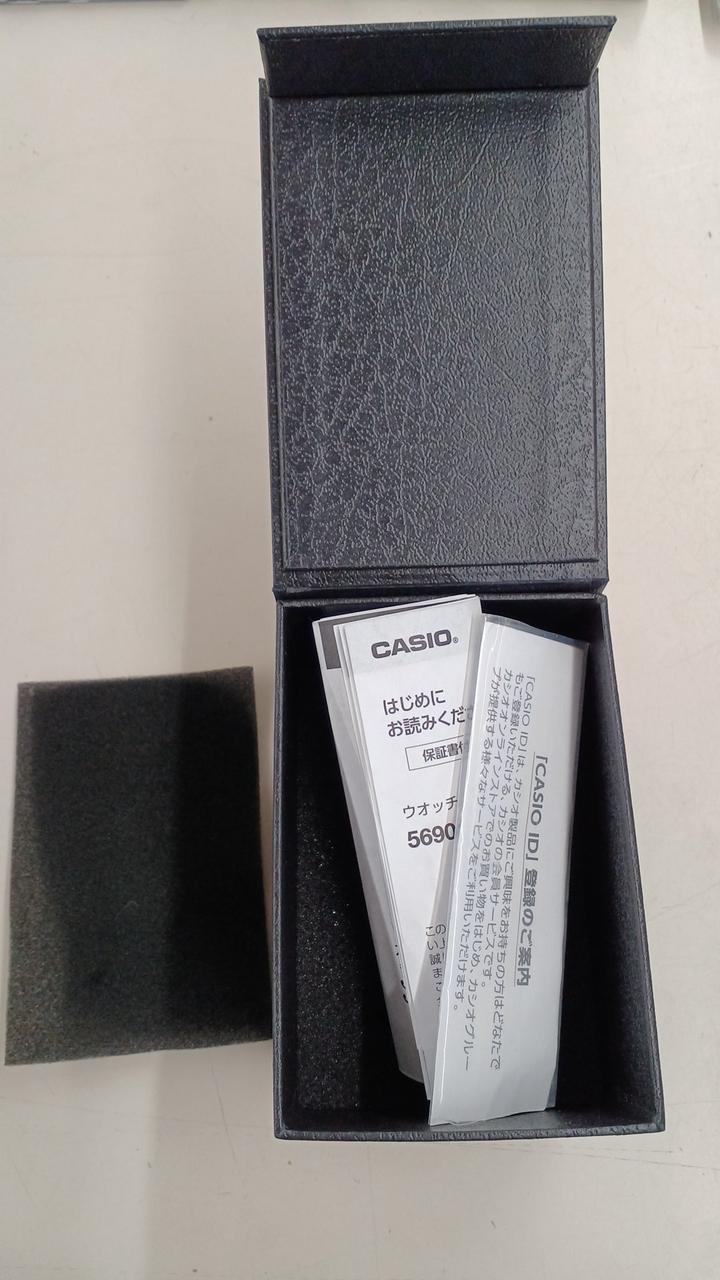 CASIO®
はじめに
お読みくだ
保証書付
ウオッチ
5690
の
こ上
い
誠
ま
「CASIO ID」登録のご案内
「CASIO ID」は、カシオ製品にご興味をお持ちの方はどなたで
もご登録いただける、カシオの会員サービスです。
カシオオンラインストアでのお買い物をはじめ、カシオグルー
プが提供する様々なサービスをご利用いただけます。